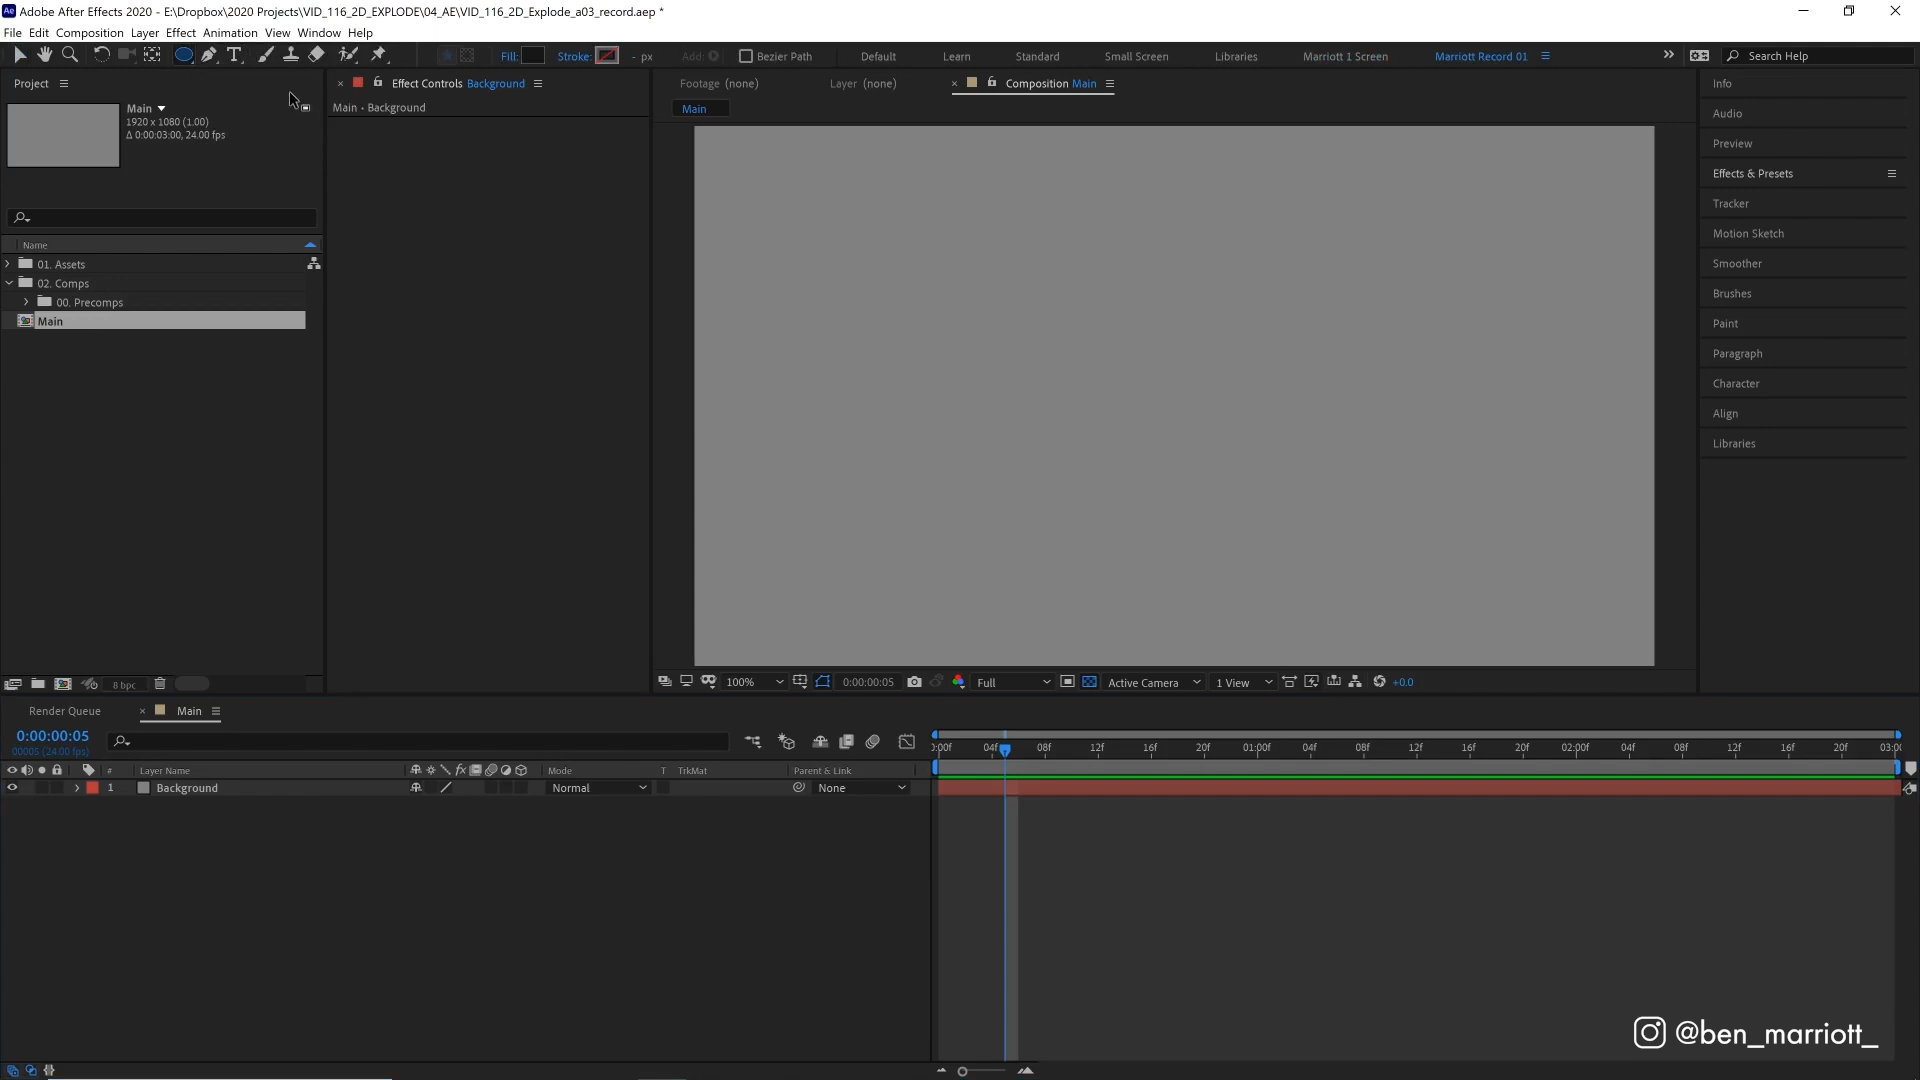 Adobe After Effects 2020 - E:\Dropbox\2020 Projects\VID_116_2D_EXPLODE\04_AE\VID_116_2D_Explode_a03_record.aep *
File Edit Composition Layer Effect Animation View Window Help
Fill: Stroke: - px Add: Bezier Path Default Learn Standard Small Screen Libraries Marriott 1 Screen Marriott Record 01 Search Help
Project
Main
1920 x 1080 (1.00)
Δ 0:00:03:00, 24.00 fps
Name
01. Assets
02. Comps
00. Precomps
Main
8 bpc
Effect Controls Background
Main • Background
Footage (none) Layer (none) Composition Main
Main
100% 0:00:00:05 Full Active Camera 1 View +0.0
Info
Audio
Preview
Effects & Presets
Tracker
Motion Sketch
Smoother
Brushes
Paint
Paragraph
Character
Align
Libraries
Render Queue Main
0:00:00:05
00005 (24.00 fps)
# Layer Name Mode T TrkMat Parent & Link
1 Background Normal None
04f 08f 12f 16f 20f 01:00f 04f 08f 12f 16f 20f 02:00f 04f 08f 12f 16f 20f
@ben_marriott_